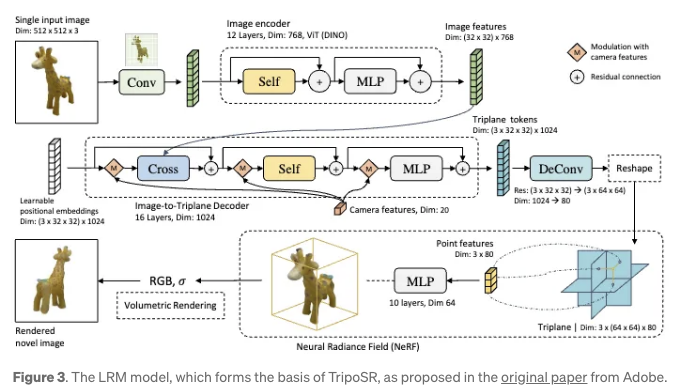 Single input image
Dim: 512 x 512 x 3
Conv
Image encoder
12 Layers, Dim: 768, ViT (DINO)
Self
+
MLP
+
Image features
Dim: (32 x 32) x 768
M
Modulation with
camera features
+
Residual connection
Learnable
positional embeddings
Dim: (3 x 32 x 32) x 1024
M
Cross
+
M
Self
+
M
MLP
+
Image-to-Triplane Decoder
16 Layers, Dim: 1024
Camera features, Dim: 20
Triplane tokens
Dim: (3 x 32 x 32) x 1024
DeConv
Reshape
Res: (3 x 32 x 32) → (3 x 64 x 64)
Dim: 1024 → 80
Rendered
novel image
RGB, σ
Volumetric Rendering
MLP
10 layers, Dim 64
Point features
Dim: 3 x 80
Triplane | Dim: 3 x (64 x 64) x 80
Neural Radiance Field (NeRF)
Figure 3. The LRM model, which forms the basis of TripoSR, as proposed in the original paper from Adobe.